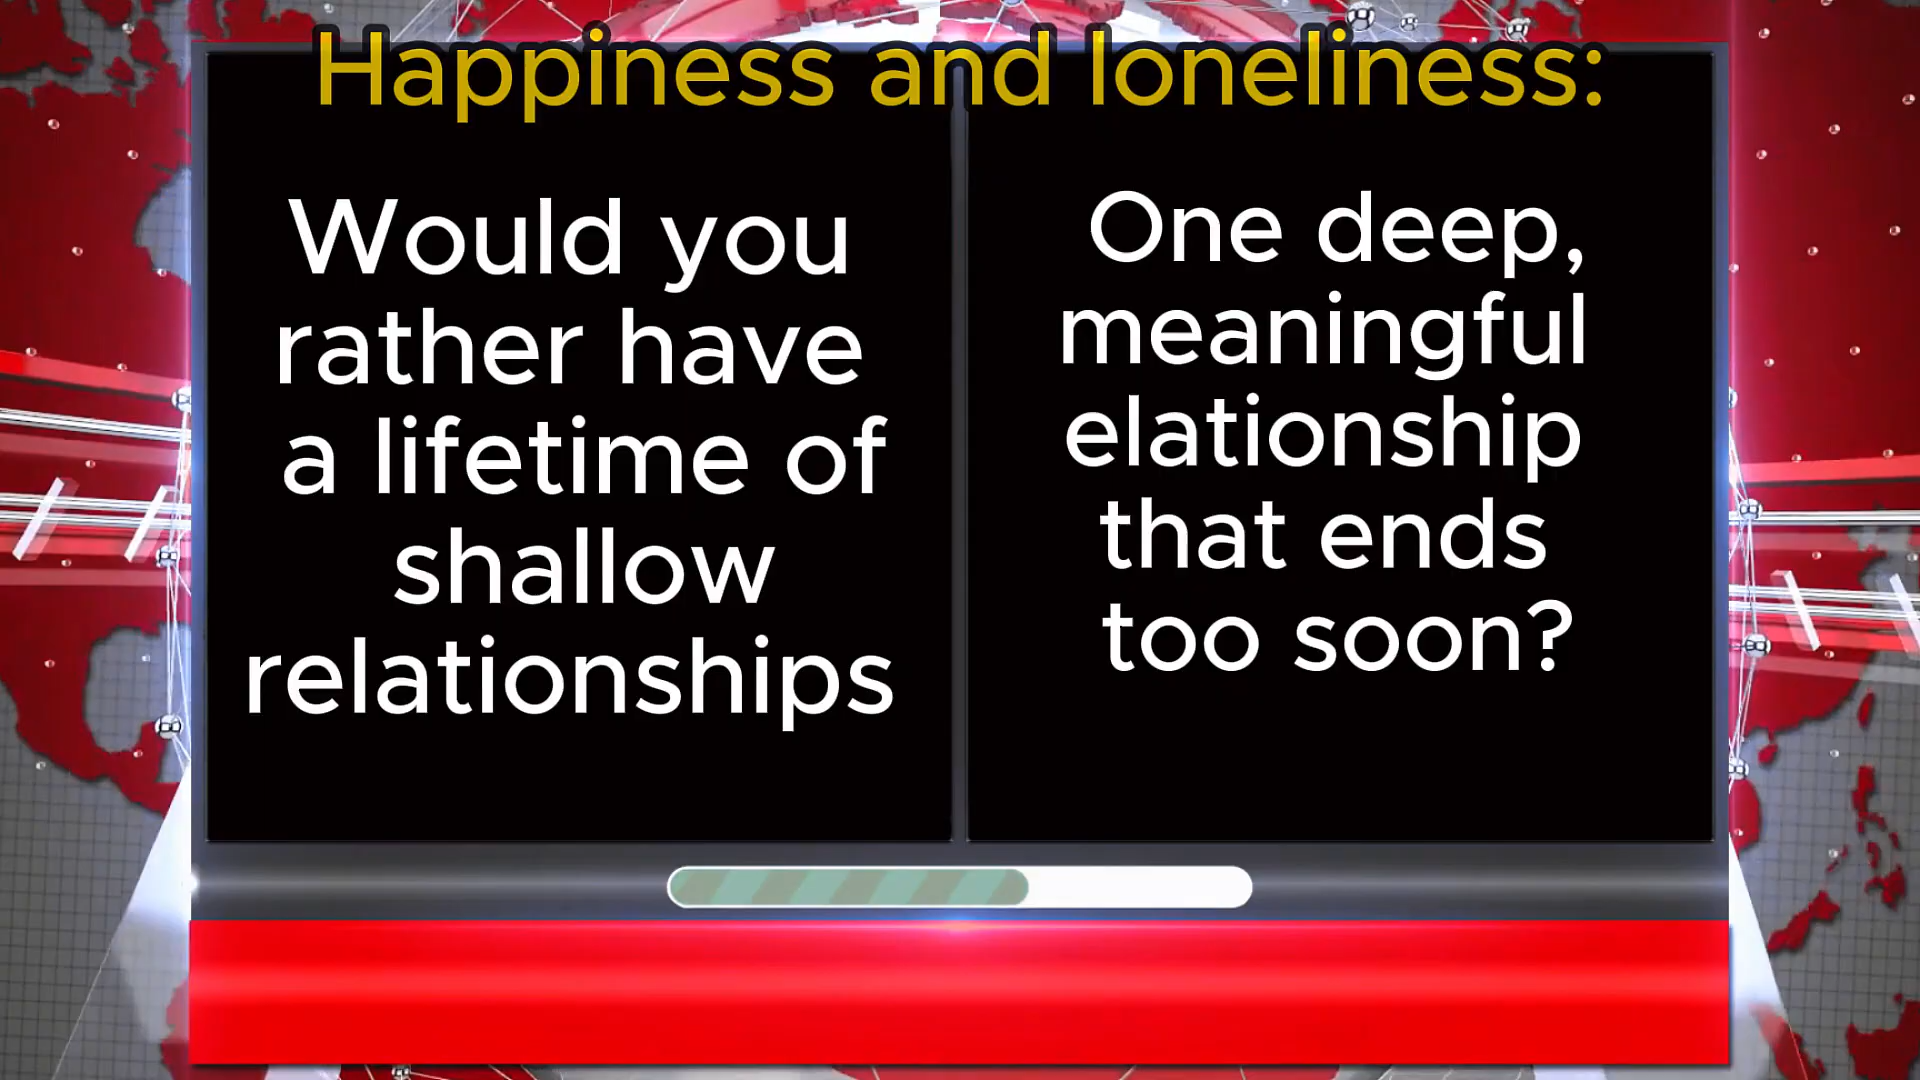 Happiness and loneliness:
Would you
rather have
a lifetime of
shallow
relationships
One deep,
meaningful
elationship
that ends
too soon?